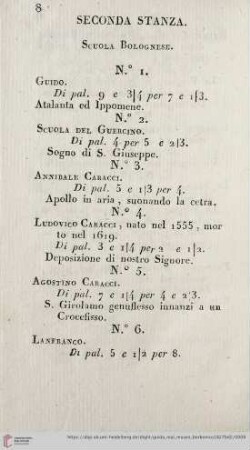 8
SECONDA STANZA.
SCUOLA BOLOGNESE.
N.° 1.
GUIDO.
Di pal. 9 e 3/4 per 7 e 1/3.
Atalanta ed Ippomene.
N.° 2.
SCUOLA DEL GUERCINO.
Di pal. 4 per 5 e 2/3.
Sogno di S. Giuseppe.
N.° 3.
ANNIBALE CARACCI.
Di pal. 5 e 1/3 per 4.
Apollo in aria, suonando la cetra.
N.° 4.
LUDOVICO CARACCI, nato nel 1555, mor
to nel 1619.
Di pal. 3 e 1/4 per 2 e 1/2.
Deposizione di nostro Signore.
N.° 5.
AGOSTINO CARACCI.
Di pal. 7 e 1/4 per 4 e 2/3.
S. Girolamo genuflesso innanzi a un
Crocefisso.
N.° 6.
LANFRANCO.
Di pal. 5 e 1/2 per 8.